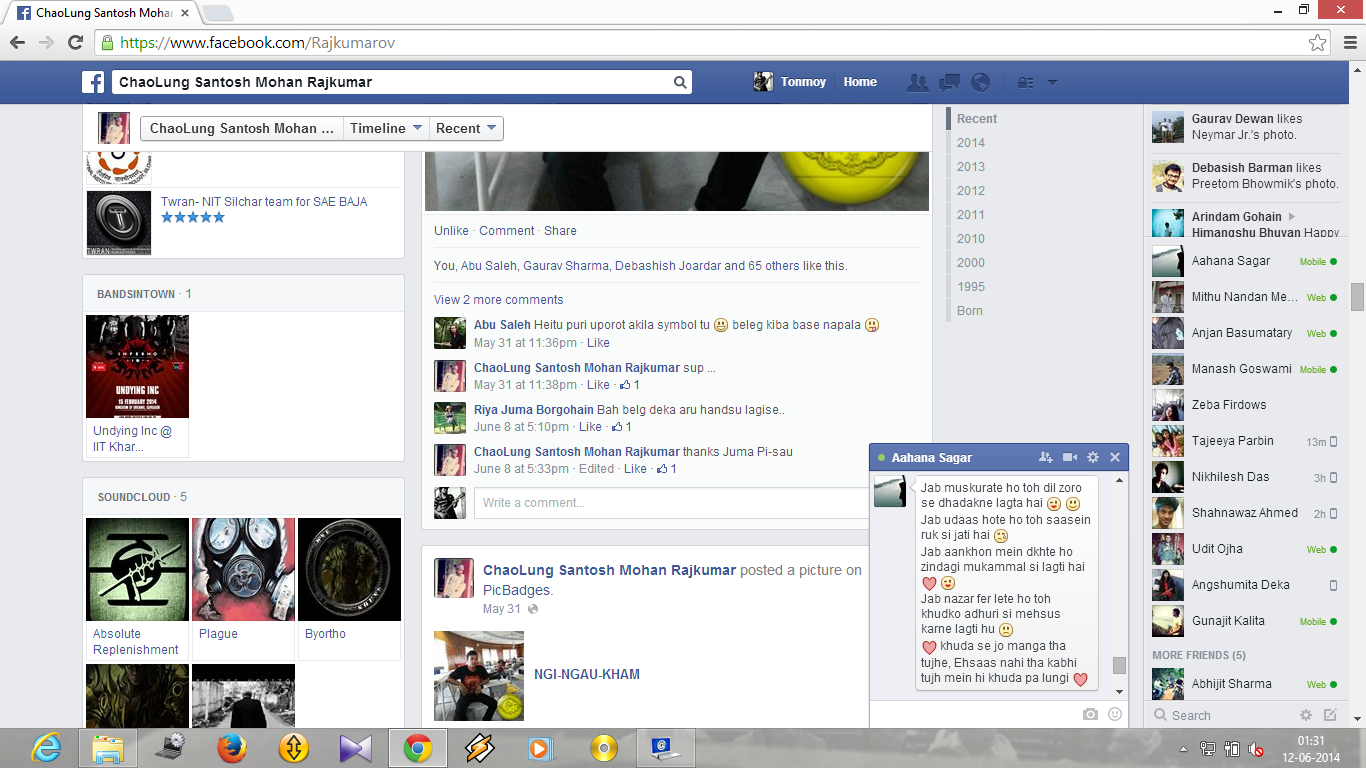 ChaoLung Santosh Mohan
https://www.facebook.com/Rajkumarov
ChaoLung Santosh Mohan Rajkumar
Tonmoy
Home
ChaoLung Santosh Mohan ...
Timeline
Recent
Twran- NIT Silchar team for SAE BAJA
TWRAN
BANDSINTOWN · 1
INFERNO
UNDYING INC
15 FEBRUARY 2014
Undying Inc @
IIT Khar...
SOUNDCLOUD · 5
Absolute
Replenishment
Plague
Byortho
Unlike · Comment · Share
You, Abu Saleh, Gaurav Sharma, Debashish Joardar and 65 others like this.
View 2 more comments
Abu Saleh Heitu puri uporot akila symbol tu beleg kiba base napala
May 31 at 11:36pm · Like
ChaoLung Santosh Mohan Rajkumar sup ...
May 31 at 11:38pm · Like · 1
Riya Juma Borgohain Bah belg deka aru handsu lagise..
June 8 at 5:10pm · Like · 1
ChaoLung Santosh Mohan Rajkumar thanks Juma Pi-sau
June 8 at 5:33pm · Edited · Like · 1
Write a comment...
ChaoLung Santosh Mohan Rajkumar posted a picture on
PicBadges.
May 31
NGI-NGAU-KHAM
Recent
2014
2013
2012
2011
2010
2000
1995
Born
Gaurav Dewan likes
Neymar Jr.'s photo.
Debasish Barman likes
Preetom Bhowmik's photo.
Arindam Gohain
Himangshu Bhuyan Happy
Aahana Sagar Mobile
Mithu Nandan Me... Web
Anjan Basumatary Web
Manash Goswami Mobile
Zeba Firdows
Tajeeya Parbin 13m
Nikhilesh Das 3h
Shahnawaz Ahmed 2h
Udit Ojha Web
Angshumita Deka
Gunajit Kalita Mobile
MORE FRIENDS (5)
Abhijit Sharma Web
Search
Aahana Sagar
Jab muskurate ho toh dil zoro
se dhadakne lagta hai
Jab udaas hote ho toh saasein
ruk si jati hai
Jab aankhon mein dkhte ho
zindagi mukammal si lagti hai
Jab nazar fer lete ho toh
khudko adhuri si mehsus
karne lagti hu
khuda se jo manga tha
tujhe, Ehsaas nahi tha kabhi
tujh mein hi khuda pa lungi
01:31
12-06-2014